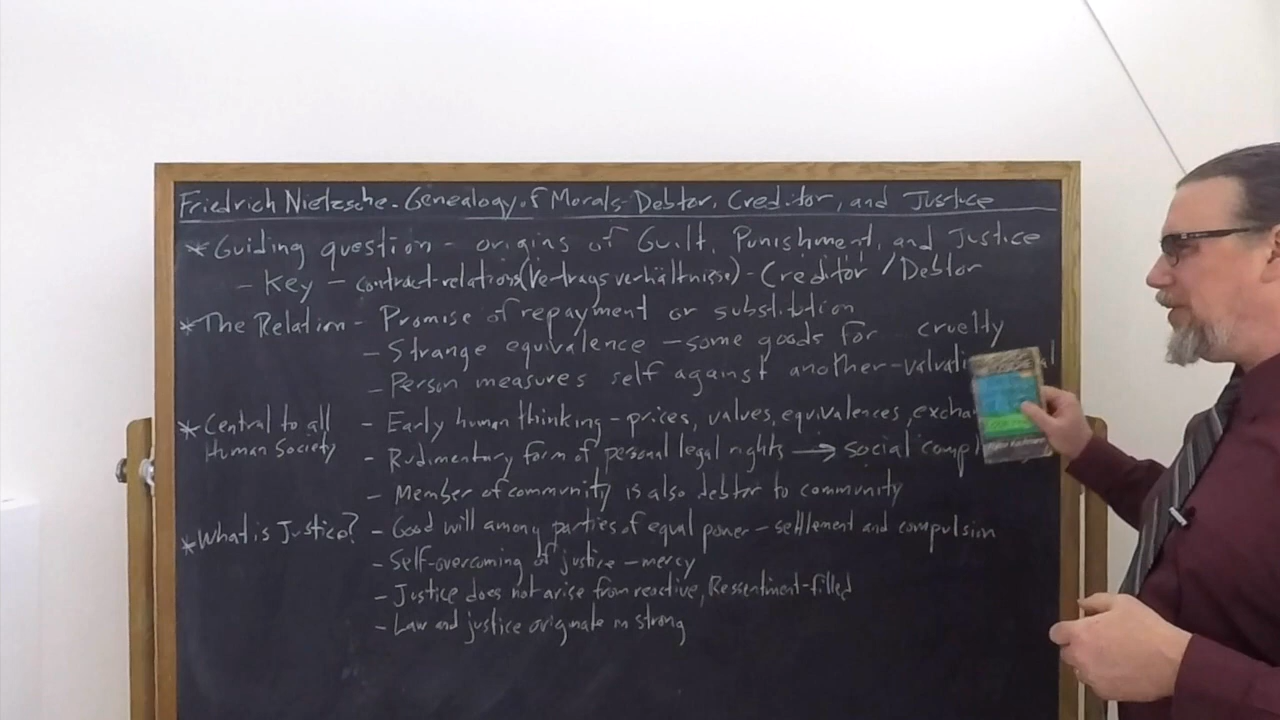 Friedrich Nietzsche - Genealogy of Morals - Debtor, Creditor, and Justice
* Guiding question - origins of Guilt, Punishment, and Justice
- Key - contract-relations (Vertragsverhältnisse) - Creditor / Debtor
* The Relation - Promise of repayment or substitution
- Strange equivalence - some goods for cruelty
- Person measures self against another -
* Central to all Human Society
- Early human thinking - prices, values, equivalences,
- Rudimentary form of personal legal rights → social
- Member of community is also debtor to community
* What is Justice? - Good will among parties of equal power - settlement and compulsion
- Self-overcoming of justice - mercy
- Justice does not arise from reactive, Ressentiment-filled
- Law and justice originate in strong